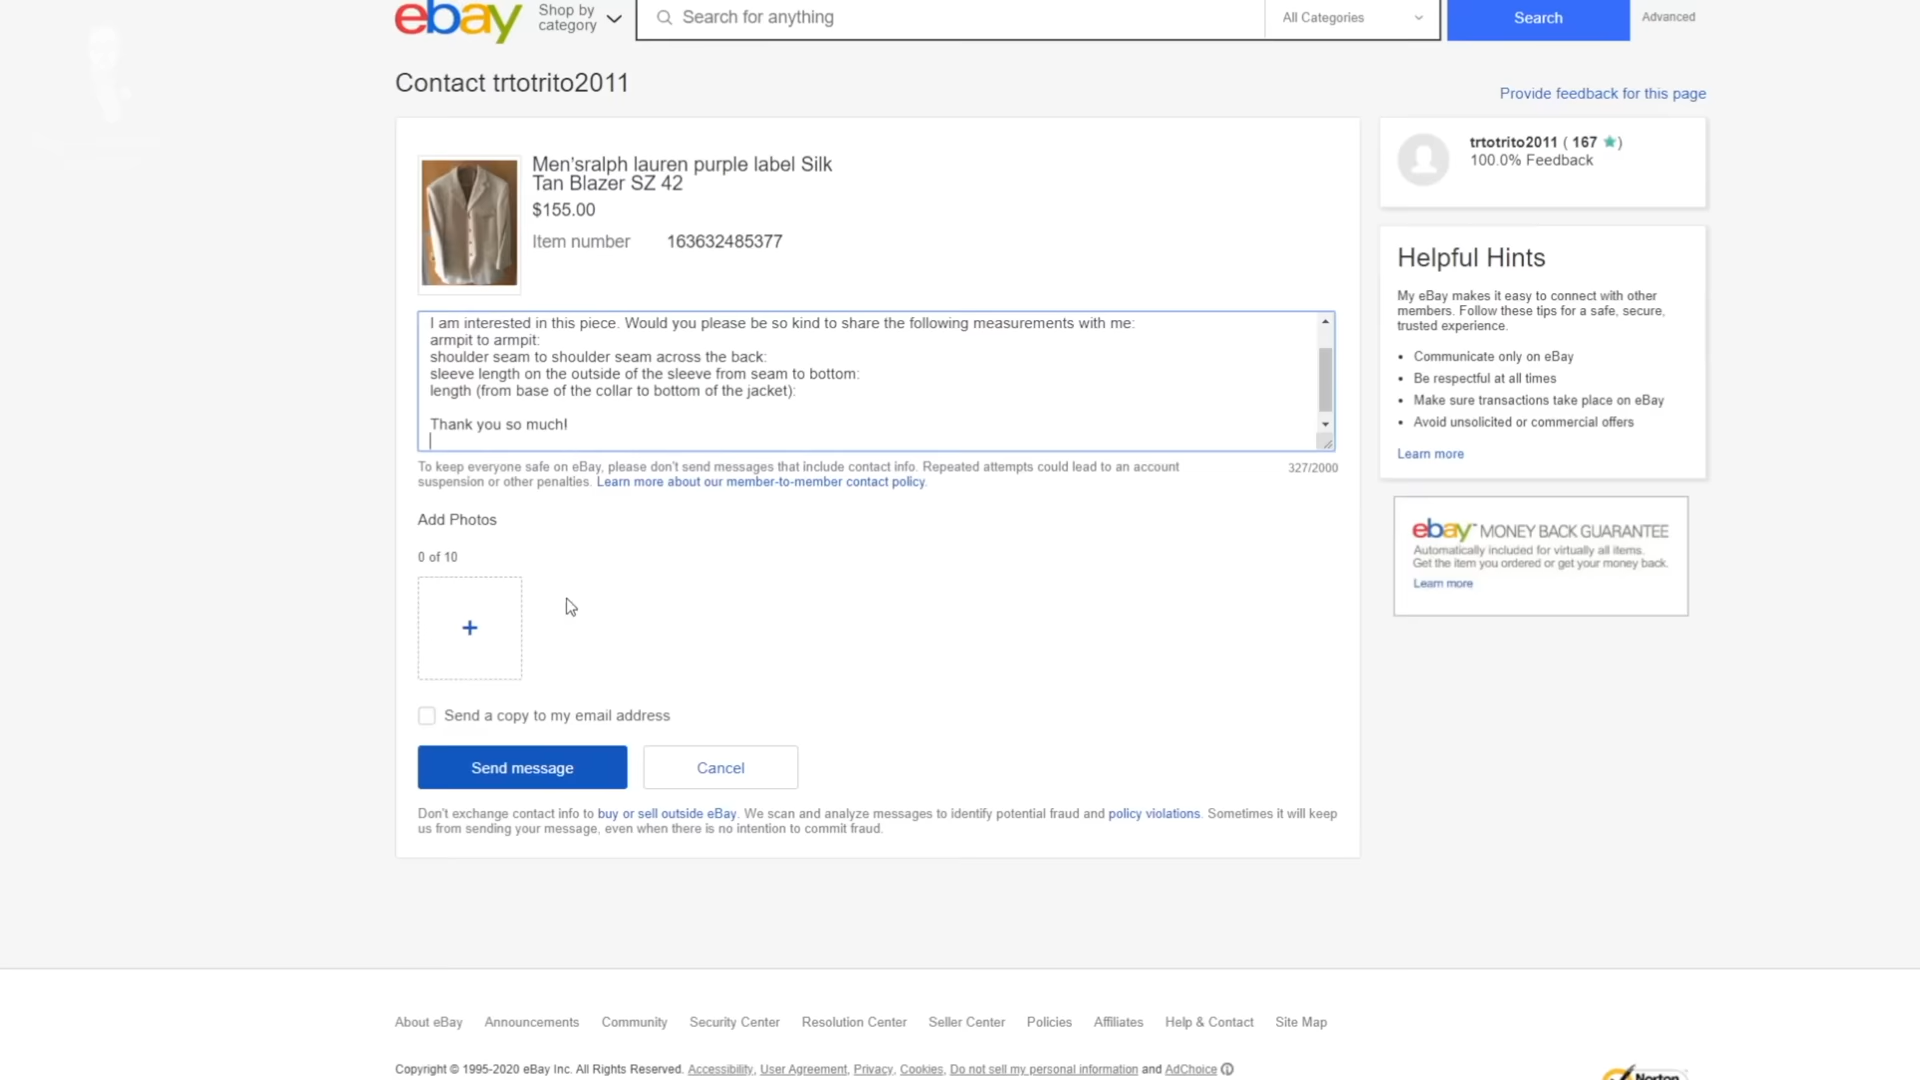 ebay
Shop by
category
Search for anything
All Categories
Search
Advanced
Contact trtotrito2011
Provide feedback for this page
Men'sralph lauren purple label Silk
Tan Blazer SZ 42
$155.00
Item number 163632485377
I am interested in this piece. Would you please be so kind to share the following measurements with me:
armpit to armpit:
shoulder seam to shoulder seam across the back:
sleeve length on the outside of the sleeve from seam to bottom:
length (from base of the collar to bottom of the jacket):
Thank you so much!
To keep everyone safe on eBay, please don't send messages that include contact info. Repeated attempts could lead to an account
suspension or other penalties. Learn more about our member-to-member contact policy.
327/2000
Add Photos
0 of 10
+
Send a copy to my email address
Send message
Cancel
Don't exchange contact info to buy or sell outside eBay. We scan and analyze messages to identify potential fraud and policy violations. Sometimes it will keep
us from sending your message, even when there is no intention to commit fraud.
trtotrito2011 ( 167 ★)
100.0% Feedback
Helpful Hints
My eBay makes it easy to connect with other
members. Follow these tips for a safe, secure,
trusted experience.
• Communicate only on eBay
• Be respectful at all times
• Make sure transactions take place on eBay
• Avoid unsolicited or commercial offers
Learn more
ebay™ MONEY BACK GUARANTEE
Automatically included for virtually all items.
Get the item you ordered or get your money back.
Learn more
About eBay Announcements Community Security Center Resolution Center Seller Center Policies Affiliates Help & Contact Site Map
Copyright © 1995-2020 eBay Inc. All Rights Reserved. Accessibility, User Agreement, Privacy, Cookies, Do not sell my personal information and AdChoice
Norton